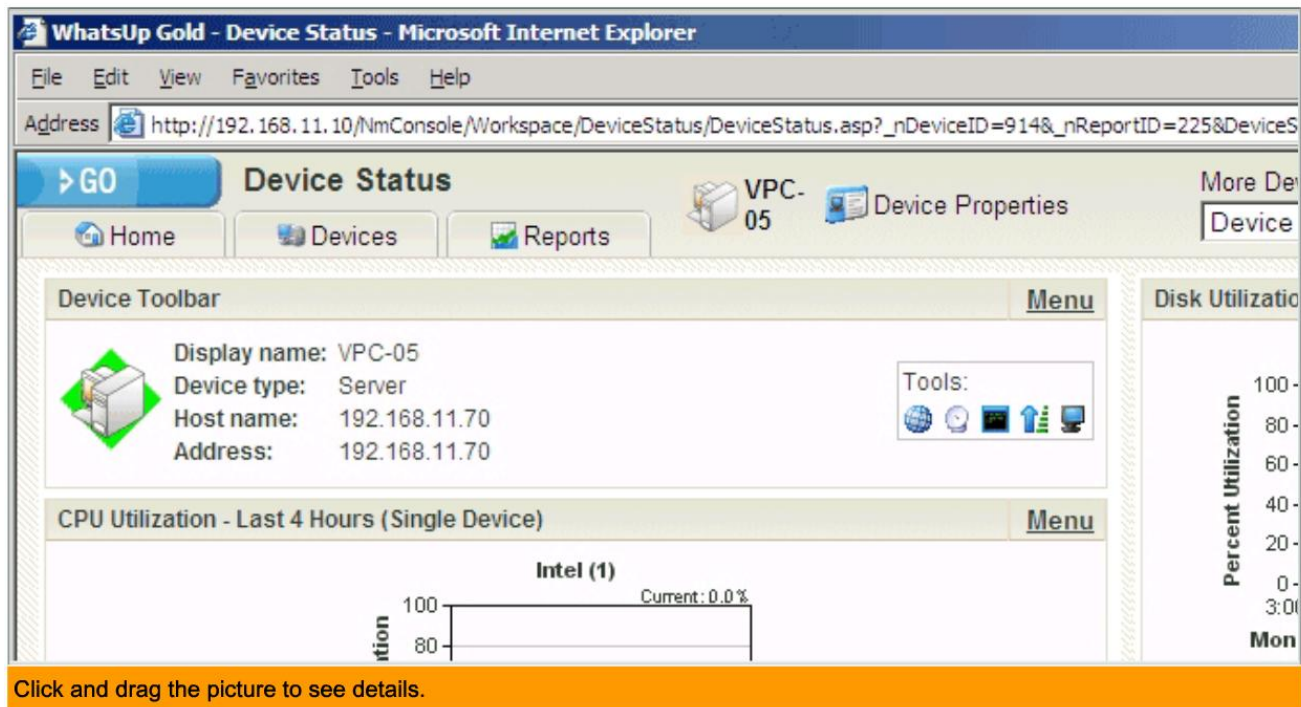 WhatsUp Gold - Device Status - Microsoft Internet Explorer
File Edit View Favorites Tools Help
Address http://192.168.11.10/NmConsole/Workspace/DeviceStatus/DeviceStatus.asp?_nDeviceID=914&_nReportID=225&DeviceS
GO
Device Status
VPC-05
Device Properties
More De
Device
Home Devices Reports
Device Toolbar Menu
Display name: VPC-05
Device type: Server
Host name: 192.168.11.70
Address: 192.168.11.70
Tools:
CPU Utilization - Last 4 Hours (Single Device) Menu
Intel (1)
Current: 0.0 %
100
80
tion
Disk Utilizatio
Percent Utilization
100
80
60
40
20
0
3:0
Mon
Click and drag the picture to see details.